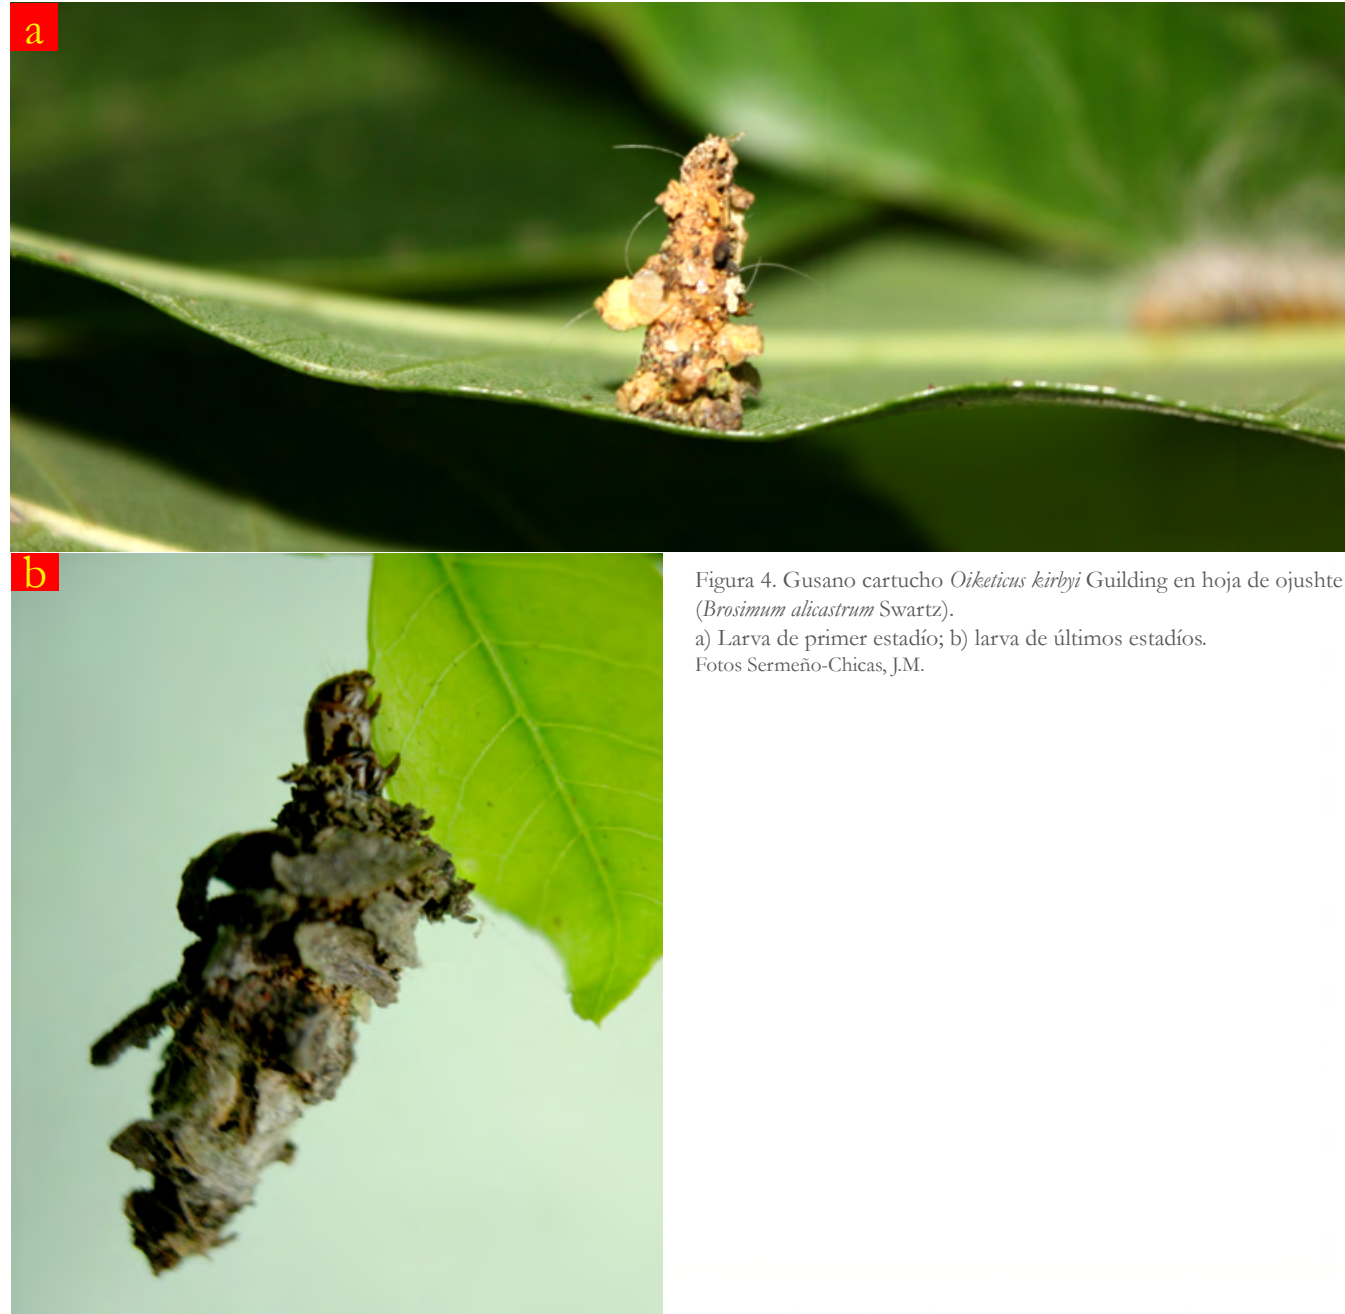 a
b
Figura 4. Gusano cartucho Oiketicus kirbyi Guilding en hoja de ojushte
(Brosimum alicastrum Swartz).
a) Larva de primer estadío; b) larva de últimos estadíos.
Fotos Sermeño-Chicas, J.M.